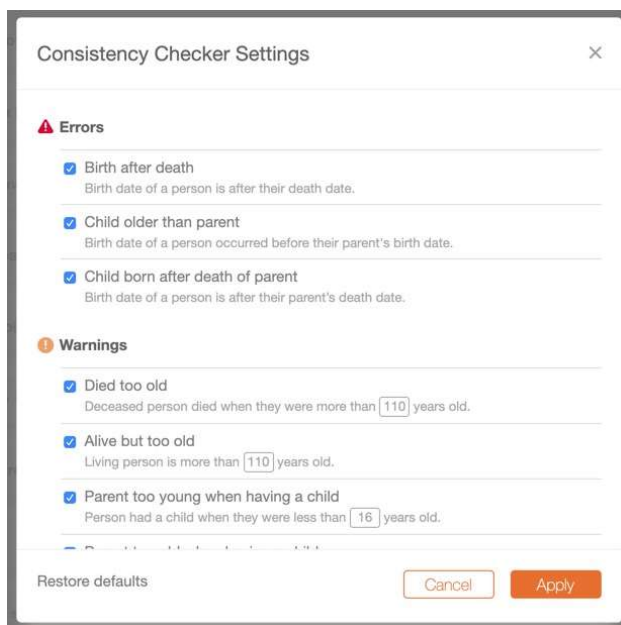 Consistency Checker Settings
Errors
Birth after death
Birth date of a person is after their death date.
Child older than parent
Birth date of a person occurred before their parent's birth date.
Child born after death of parent
Birth date of a person is after their parent's death date.
Warnings
Died too old
Deceased person died when they were more than 110 years old.
Alive but too old
Living person is more than 110 years old.
Parent too young when having a child
Person had a child when they were less than 16 years old.
Restore defaults
Cancel
Apply